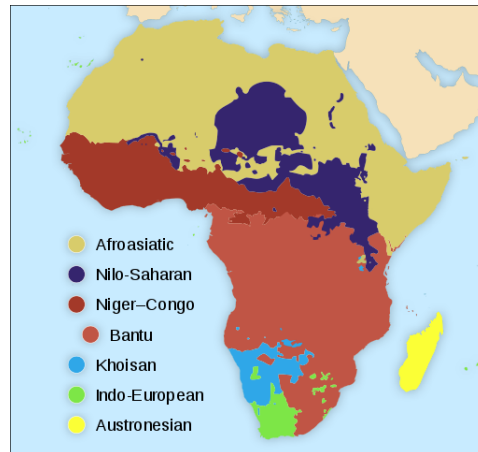 Afroasiatic
Nilo-Saharan
Niger–Congo
Bantu
Khoisan
Indo-European
Austronesian